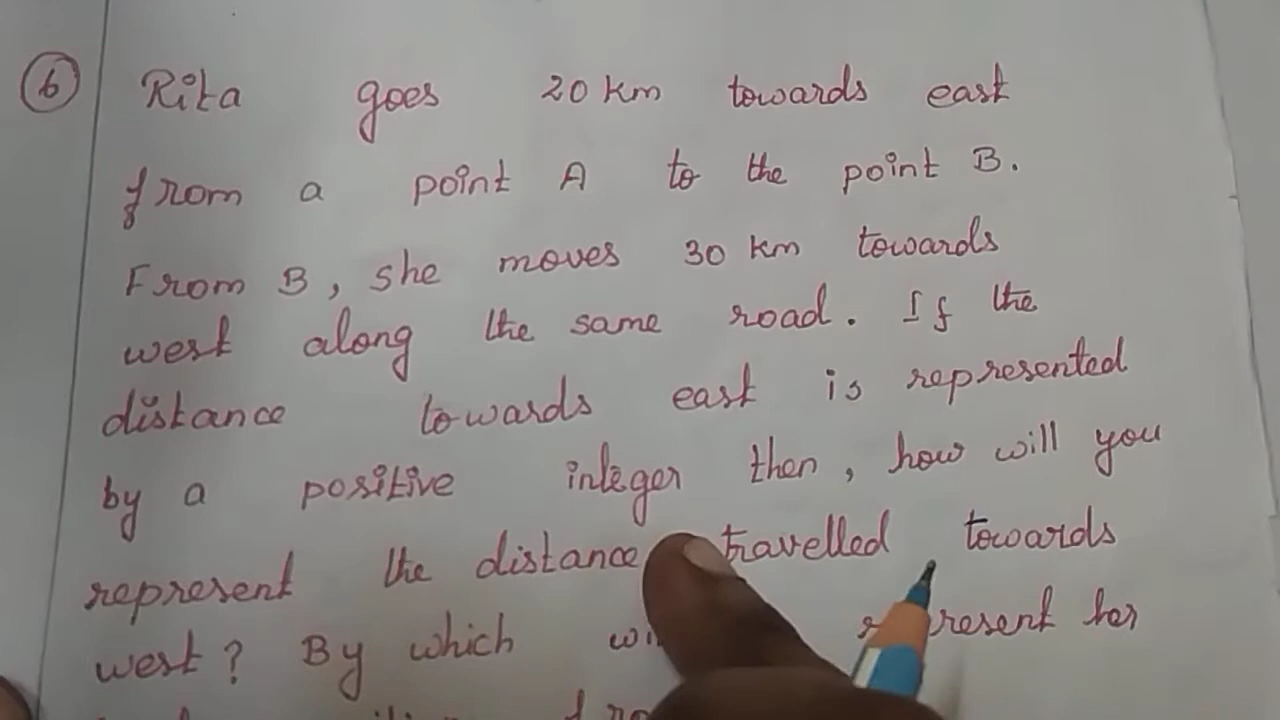 6 Rita goes 20 km towards east
from a point A to the point B.
From B, she moves 30 km towards
west along the same road. If the
distance towards east is represented
by a positive integer then, how will you
represent the distance travelled towards
west? By which represent her